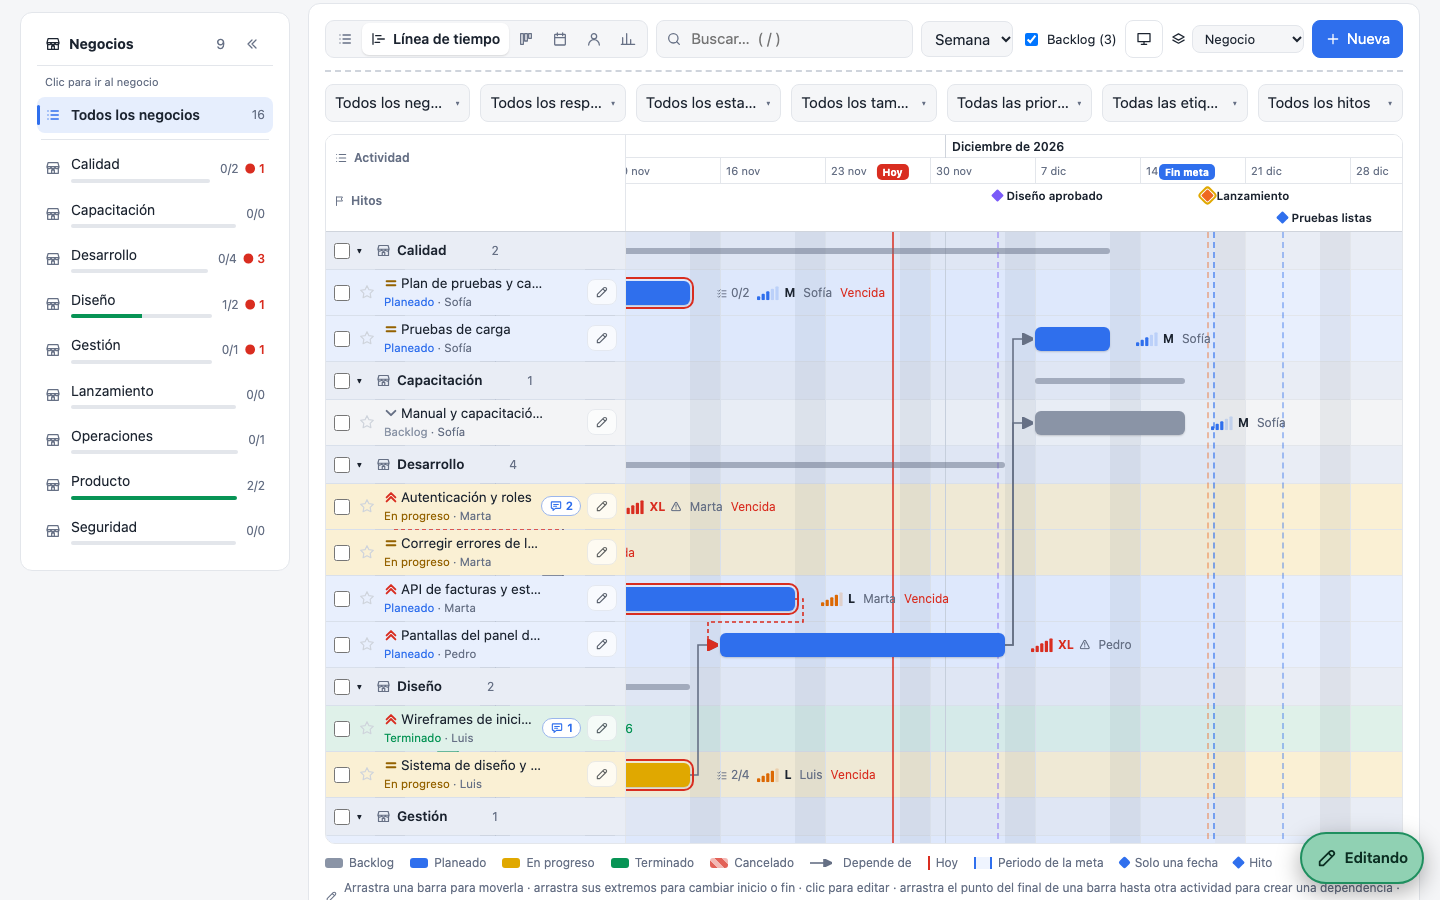 Negocios 9
Clic para ir al negocio
Todos los negocios 16
Calidad 0/2 1
Capacitación 0/0
Desarrollo 0/4 3
Diseño 1/2 1
Gestión 0/1 1
Lanzamiento 0/0
Operaciones 0/1
Producto 2/2
Seguridad 0/0
Línea de tiempo Buscar... ( / ) Semana Backlog (3) Negocio + Nueva
Todos los neg... Todos los resp... Todos los esta... Todos los tam... Todas las prior... Todas las etiq... Todos los hitos
Actividad
Diciembre de 2026
nov 16 nov 23 nov Hoy 30 nov 7 dic 14 Fin meta 21 dic 28 dic
Hitos
Diseño aprobado Lanzamiento
Pruebas listas
Calidad 2
Plan de pruebas y ca...
Planeado · Sofía
0/2 M Sofía Vencida
Pruebas de carga
Planeado · Sofía
M Sofía
Capacitación 1
Manual y capacitació...
Backlog · Sofía
M Sofía
Desarrollo 4
Autenticación y roles 2
En progreso · Marta
XL Marta Vencida
Corregir errores de l...
En progreso · Marta
da
API de facturas y est...
Planeado · Marta
L Marta Vencida
Pantallas del panel d...
Planeado · Pedro
XL Pedro
Diseño 2
Wireframes de inici... 1
Terminado · Luis
6
Sistema de diseño y ...
En progreso · Luis
2/4 L Luis Vencida
Gestión 1
Backlog Planeado En progreso Terminado Cancelado Depende de Hoy Periodo de la meta Solo una fecha Hito
Editando
Arrastra una barra para moverla · arrastra sus extremos para cambiar inicio o fin · clic para editar · arrastra el punto del final de una barra hasta otra actividad para crear una dependencia ·